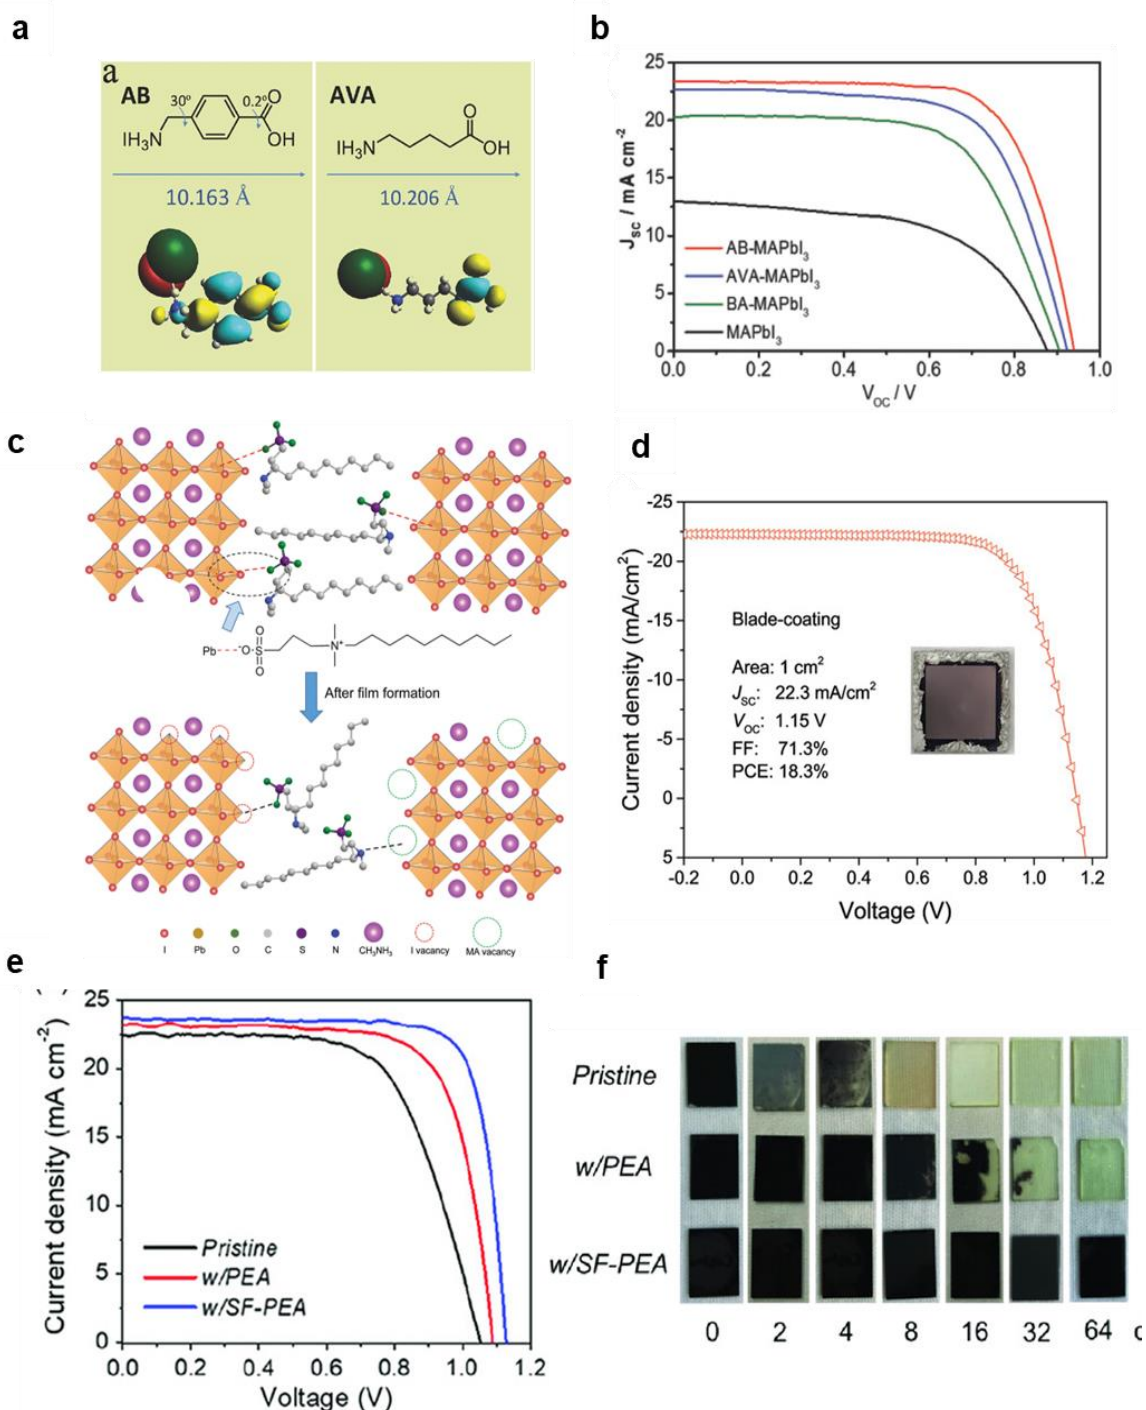 a
a
AB
30°
0.2°
O
OH
IH3N
10.163 Å
AVA
O
OH
IH3N
10.206 Å
b
25
20
15
10
5
0
Jsc / mA cm-2
AB-MAPbI3
AVA-MAPbI3
BA-MAPbI3
MAPbI3
0.0 0.2 0.4 0.6 0.8 1.0
VOC / V
c
O
Pb -O S N+
O
After film formation
I Pb O C S N CH3NH3 I vacancy MA vacancy
d
-25
-20
-15
-10
-5
0
5
Current density (mA/cm2)
Blade-coating
Area: 1 cm2
JSC: 22.3 mA/cm2
VOC: 1.15 V
FF: 71.3%
PCE: 18.3%
-0.2 0.0 0.2 0.4 0.6 0.8 1.0 1.2
Voltage (V)
e
25
20
15
10
5
0
Current density (mA cm-2)
Pristine
w/PEA
w/SF-PEA
0.0 0.2 0.4 0.6 0.8 1.0 1.2
Voltage (V)
f
Pristine
w/PEA
w/SF-PEA
0 2 4 8 16 32 64